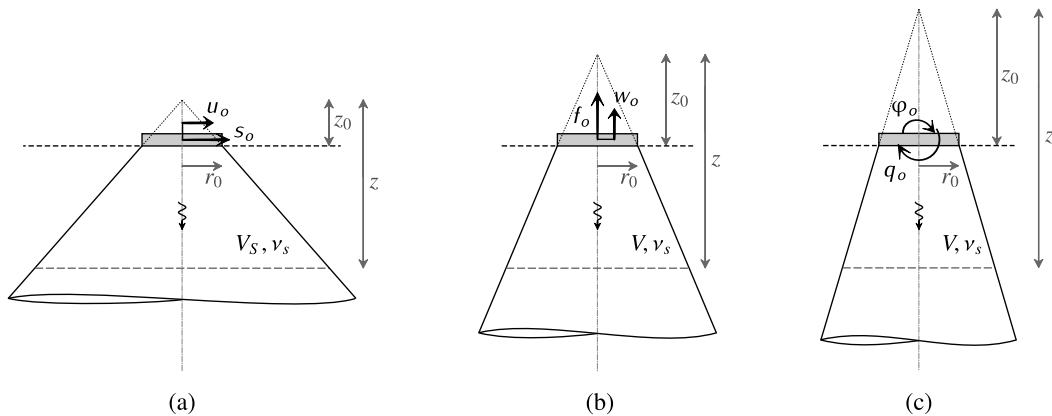 u_o
s_o
z_0
r_0
z
V_S, ν_s
(a)
f_o
w_o
z_0
r_0
z
V, ν_s
(b)
φ_o
q_o
z_0
r_0
z
V, ν_s
(c)